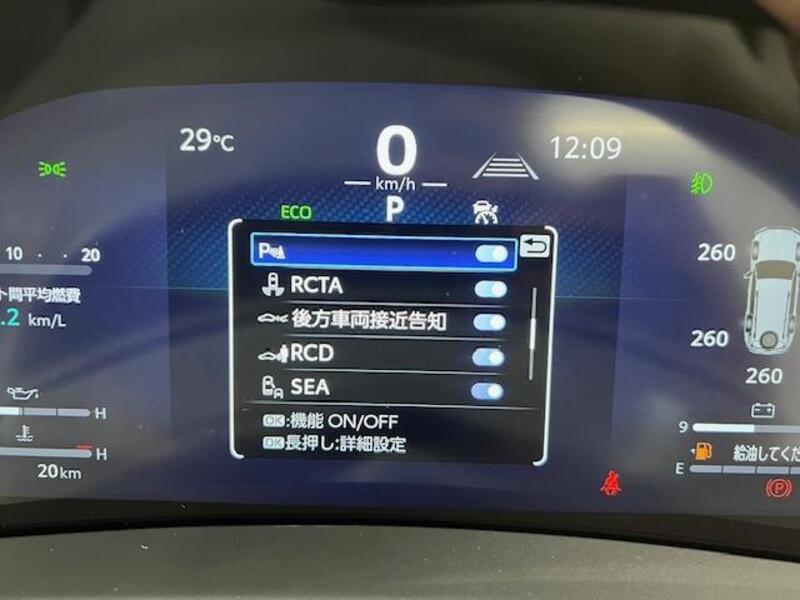 29℃
0
km/h
12:09
ECO
P
10 · · 20
ト間平均燃費
.2 km/L
H
H
20km
P
RCTA
後方車両接近告知
RCD
SEA
OK:機能 ON/OFF
OK長押し:詳細設定
260
260
260
9
E
給油してくだ
P